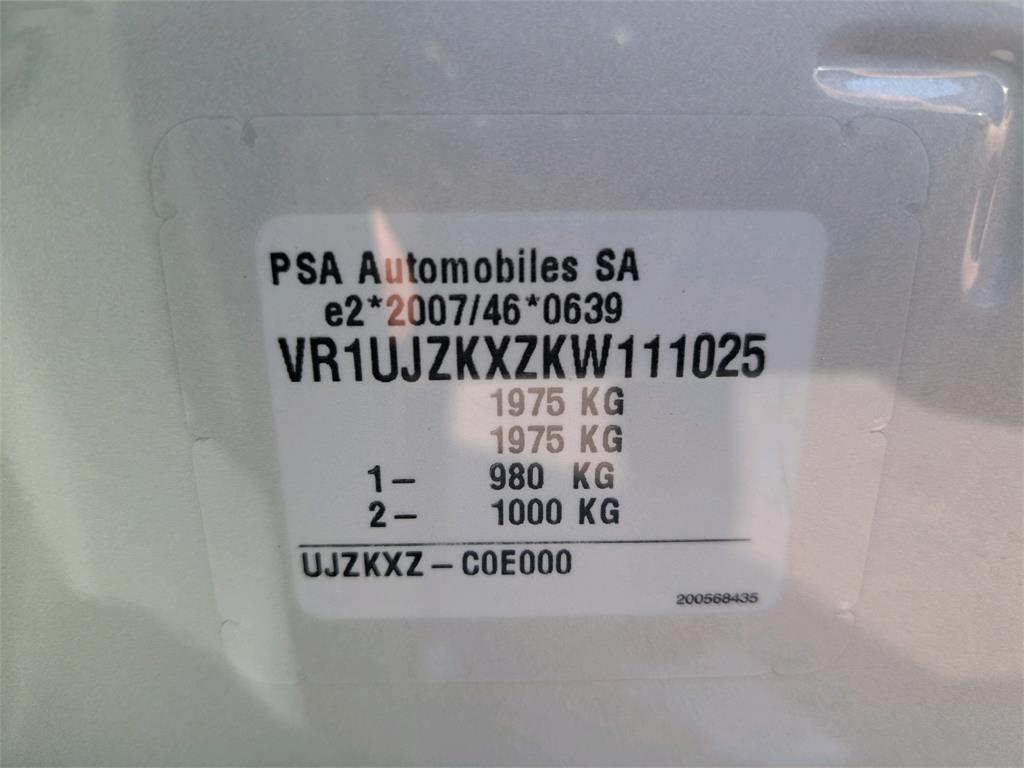 PSA Automobiles SA
e2*2007/46*0639
VR1UJZKXZKW111025
1975 KG
1975 KG
1– 980 KG
2– 1000 KG
UJZKXZ – C0E000
200568435